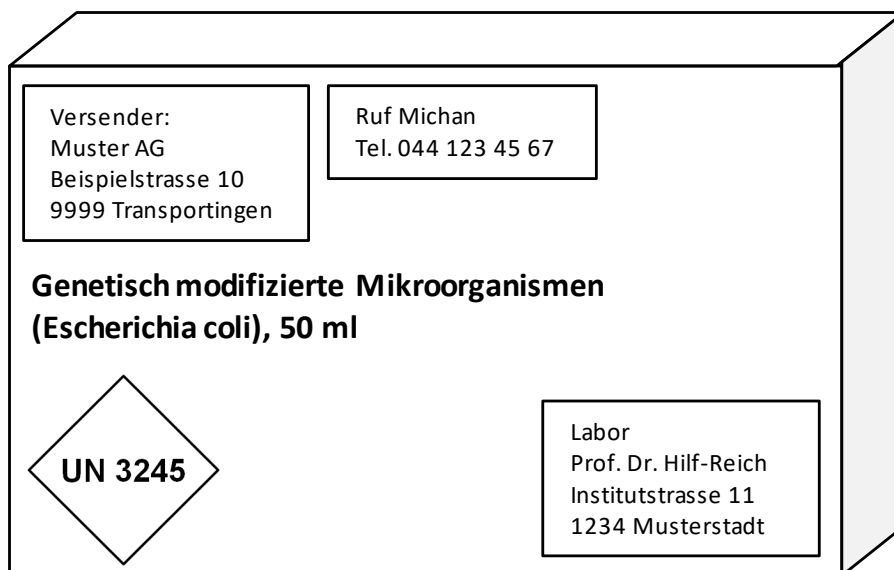 Versender:
Muster AG
Beispielstrasse 10
9999 Transportingen
Ruf Michan
Tel. 044 123 45 67
Genetisch modifizierte Mikroorganismen
(Escherichia coli), 50 ml
UN 3245
Labor
Prof. Dr. Hilf-Reich
Institutstrasse 11
1234 Musterstadt